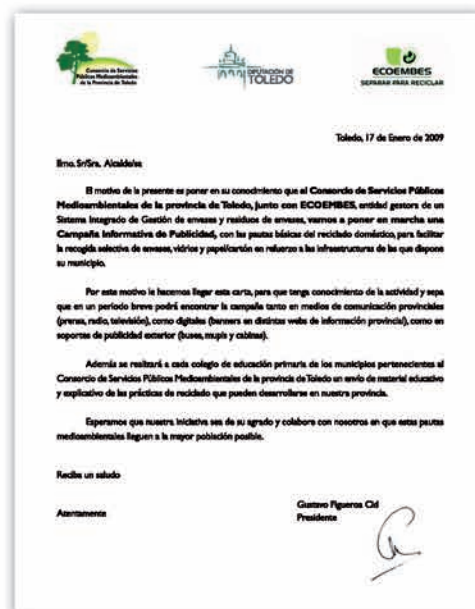 Consorcio de Servicios
Públicos Medioambientales
de la Provincia de Toledo
DIPUTACIÓN DE
TOLEDO
ECOEMBES
SEPARAR PARA RECICLAR
Toledo, 17 de Enero de 2009
Ilmo. Sr/Sra. Alcalde/sa
El motivo de la presente es poner en su conocimiento que el Consorcio de Servicios Públicos
Medioambientales de la provincia de Toledo, junto con ECOEMBES, entidad gestora de un
Sistema Integrado de Gestión de envases y residuos de envases, vamos a poner en marcha una
Campaña Informativa de Publicidad, con las pautas básicas del reciclado doméstico, para facilitar
la recogida selectiva de envases, vidrios y papel/cartón en refuerzo a las infraestructuras de las que dispone
su municipio.
Por este motivo le hacemos llegar esta carta, para que tenga conocimiento de la actividad y sepa
que en un periodo breve podrá encontrar la campaña tanto en medios de comunicación provinciales
(prensa, radio, televisión), como digitales (banners en distintas webs de información provincial), como en
soportes de publicidad exterior (buses, mupis y cabinas).
Además se realizará a cada colegio de educación primaria de los municipios pertenecientes al
Consorcio de Servicios Públicos Medioambientales de la provincia de Toledo un envío de material educativo
y explicativo de las prácticas de reciclado que pueden desarrollarse en nuestra provincia.
Esperamos que nuestra iniciativa sea de su agrado y colabore con nosotros en que estas pautas
medioambientales lleguen a la mayor población posible.
Reciba un saludo
Atentamente
Gustavo Figueroa Cid
Presidente